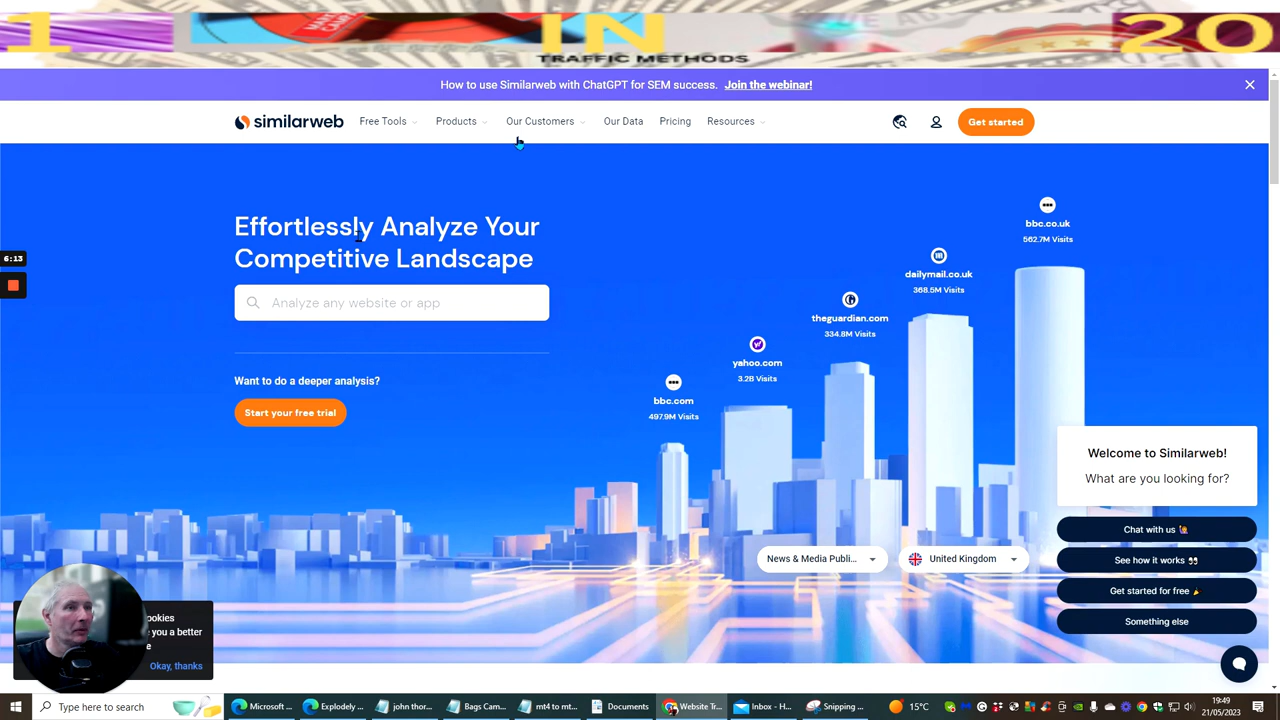 1
IN
20
TRAFFIC METHODS
How to use Similarweb with ChatGPT for SEM success. Join the webinar!
similarweb
Free Tools
Products
Our Customers
Our Data
Pricing
Resources
Get started
Effortlessly Analyze Your
Competitive Landscape
Analyze any website or app
Want to do a deeper analysis?
Start your free trial
bbc.co.uk
562.7M Visits
dailymail.co.uk
368.5M Visits
theguardian.com
334.8M Visits
yahoo.com
3.2B Visits
bbc.com
497.9M Visits
6:13
News & Media Publi...
United Kingdom
Welcome to Similarweb!
What are you looking for?
Chat with us
See how it works
Get started for free
Something else
ookies
you a better
Okay, thanks
Type here to search
Microsoft ...
Explodely ...
john thor...
Bags Cam...
mt4 to mt...
Documents
Website Tr...
Inbox - H...
Snipping ...
15°C
19:49
21/05/2023